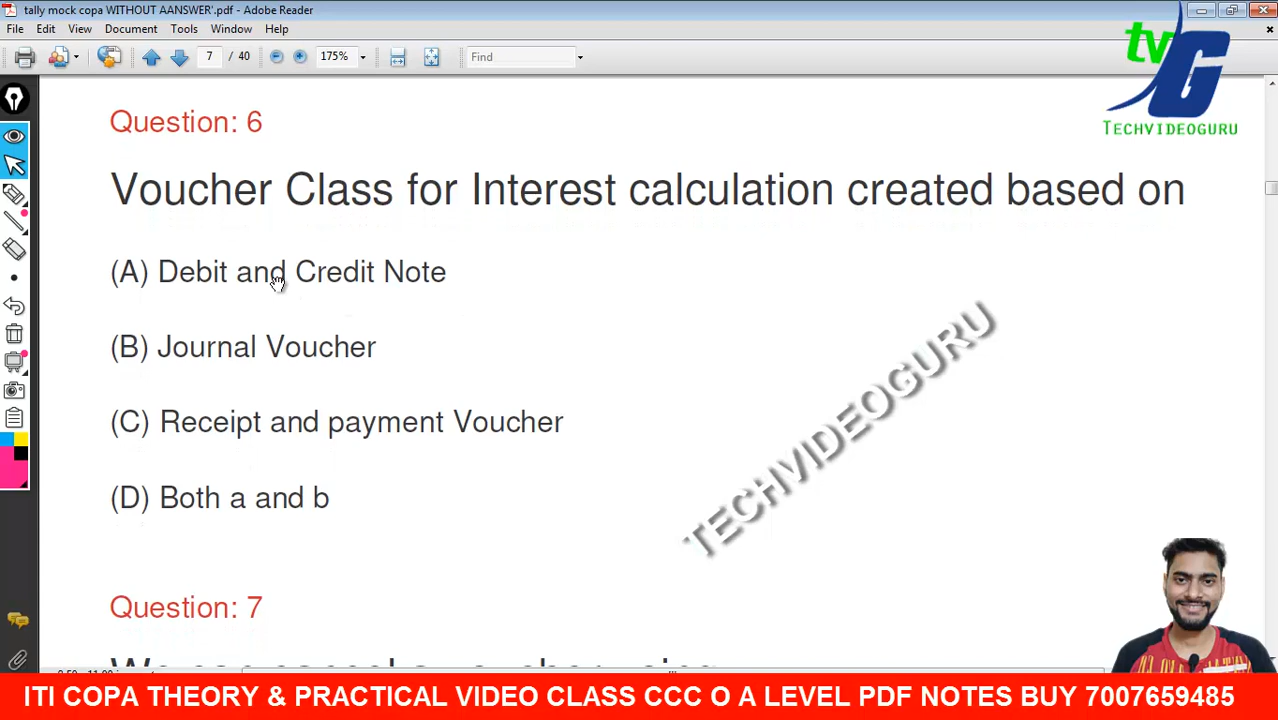 tally mock copa WITHOUT AANSWER'.pdf - Adobe Reader
File Edit View Document Tools Window Help
7 / 40 175% Find
tv G
TECHVIDEOGURU
Question: 6
Voucher Class for Interest calculation created based on
(A) Debit and Credit Note
(B) Journal Voucher
(C) Receipt and payment Voucher
(D) Both a and b
TECHVIDEOGURU
Question: 7
ITI COPA THEORY & PRACTICAL VIDEO CLASS CCC O A LEVEL PDF NOTES BUY 7007659485